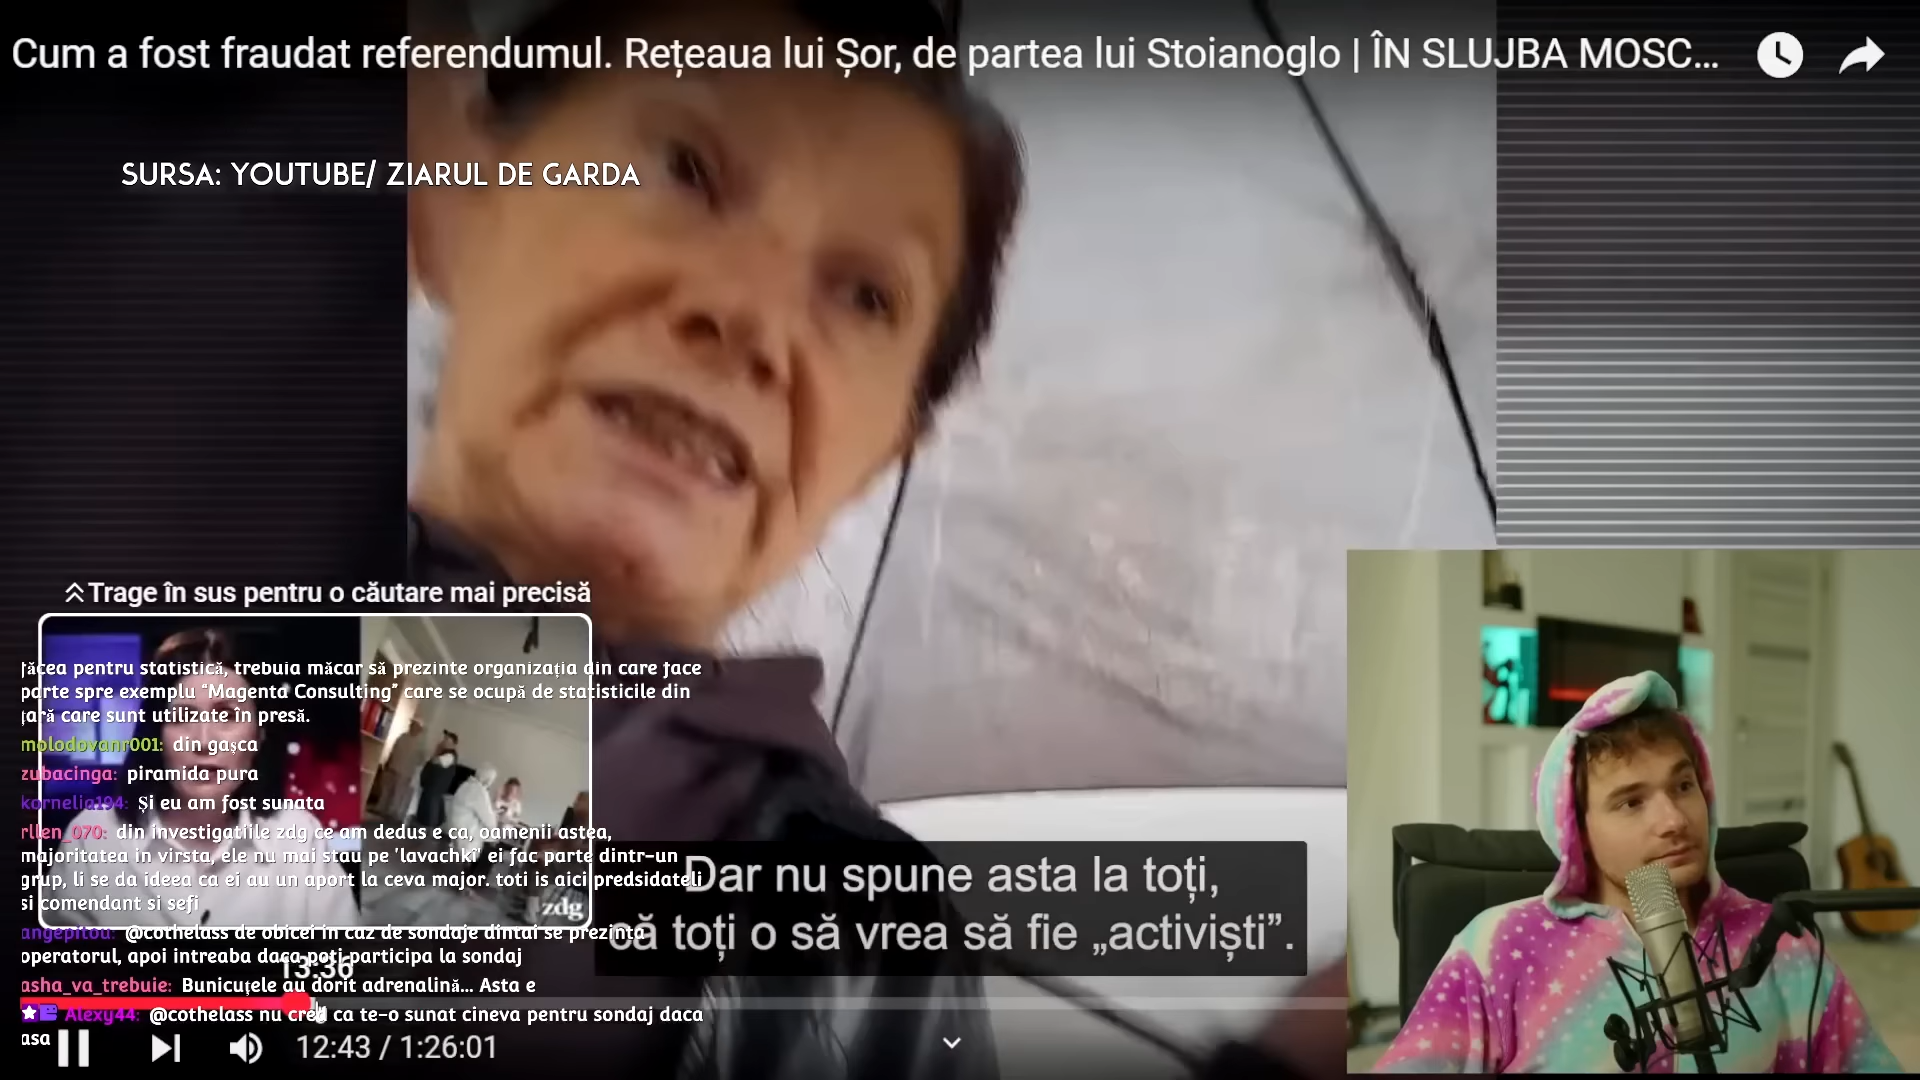 Cum a fost fraudat referendumul. Rețeaua lui Șor, de partea lui Stoianoglo | ÎN SLUJBA MOSC...
SURSA: YOUTUBE/ ZIARUL DE GARDA
Trage în sus pentru o căutare mai precisă
făcea pentru statistică, trebuia măcar să prezinte organizația din care face
parte spre exemplu “Magenta Consulting” care se ocupă de statisticile din
țară care sunt utilizate în presă.
molodovanr001: din gașca
zubacinga: piramida pura
kornelia194: Și eu am fost sunata
rllen_070: din investigatiile zdg ce am dedus e ca, oamenii astea,
majoritatea in virsta, ele nu mai stau pe 'lavachki' ei fac parte dintr-un
grup, li se da ideea ca ei au un aport la ceva major. toti is aici predsidateli
si comendant si sefi
zdg
angepitou: @cothelass de obicei in caz de sondaje dintai se prezinta
operatorul, apoi intreaba daca poti participa la sondaj
13:36
asha_va_trebuie: Bunicuțele au dorit adrenalină... Asta e
Alexy44: @cothelass nu cred ca te-o sunat cineva pentru sondaj daca
asa
Dar nu spune asta la toți,
că toți o să vrea să fie „activiști”.
12:43 / 1:26:01